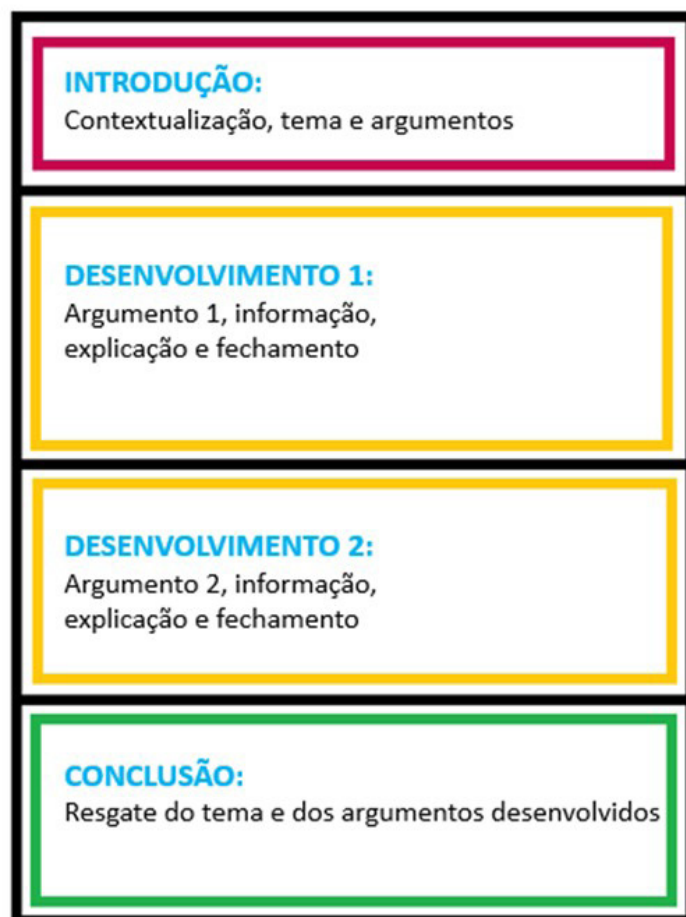 INTRODUÇÃO:
Contextualização, tema e argumentos
DESENVOLVIMENTO 1:
Argumento 1, informação,
explicação e fechamento
DESENVOLVIMENTO 2:
Argumento 2, informação,
explicação e fechamento
CONCLUSÃO:
Resgate do tema e dos argumentos desenvolvidos